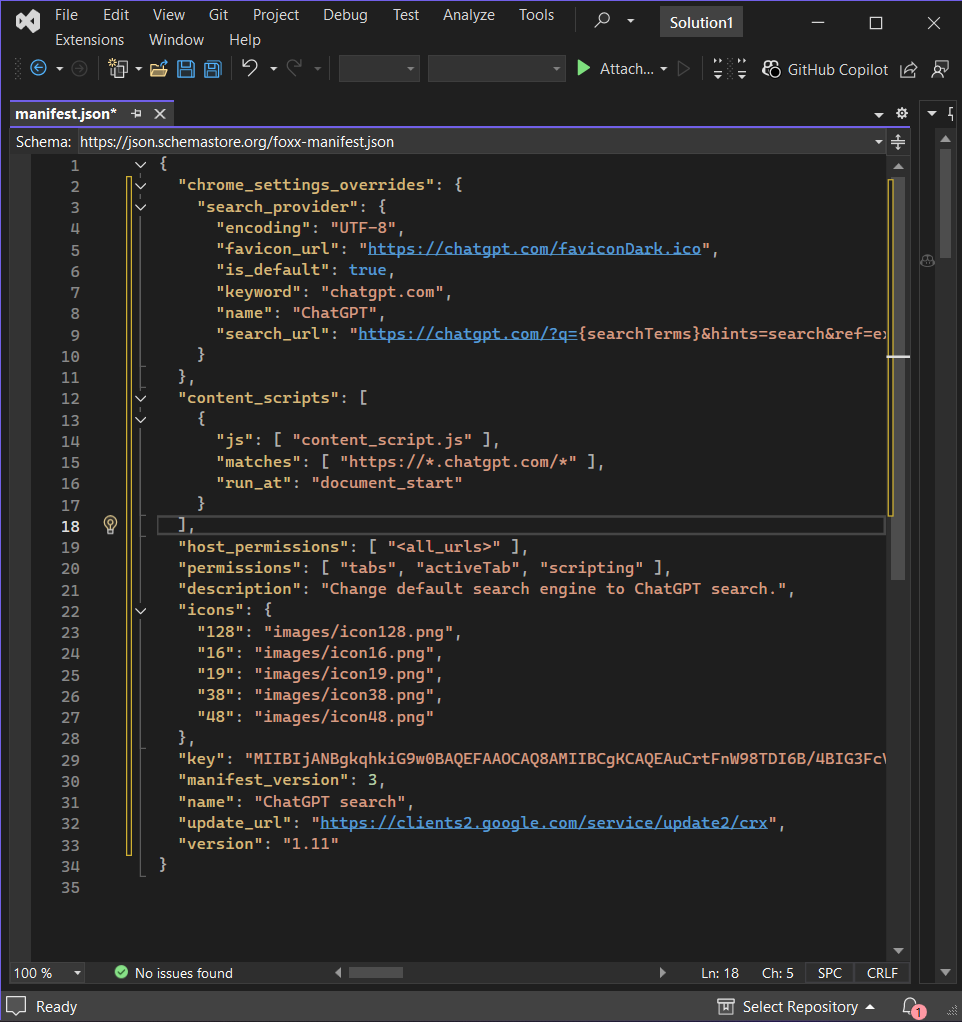 File Edit View Git Project Debug Test Analyze Tools Solution1
Extensions Window Help
Attach... GitHub Copilot
manifest.json*
Schema: https://json.schemastore.org/foxx-manifest.json
1 {
2 "chrome_settings_overrides": {
3 "search_provider": {
4 "encoding": "UTF-8",
5 "favicon_url": "https://chatgpt.com/faviconDark.ico",
6 "is_default": true,
7 "keyword": "chatgpt.com",
8 "name": "ChatGPT",
9 "search_url": "https://chatgpt.com/?q={searchTerms}&hints=search&ref=ex
10 }
11 },
12 "content_scripts": [
13 {
14 "js": [ "content_script.js" ],
15 "matches": [ "https://*.chatgpt.com/*" ],
16 "run_at": "document_start"
17 }
18 ],
19 "host_permissions": [ "<all_urls>" ],
20 "permissions": [ "tabs", "activeTab", "scripting" ],
21 "description": "Change default search engine to ChatGPT search.",
22 "icons": {
23 "128": "images/icon128.png",
24 "16": "images/icon16.png",
25 "19": "images/icon19.png",
26 "38": "images/icon38.png",
27 "48": "images/icon48.png"
28 },
29 "key": "MIIBIjANBgkqhkiG9w0BAQEFAAOCAQ8AMIIBCgKCAQEAuCrtFnW98TDI6B/4BIG3Fc
30 "manifest_version": 3,
31 "name": "ChatGPT search",
32 "update_url": "https://clients2.google.com/service/update2/crx",
33 "version": "1.11"
34 }
35
100 % No issues found Ln: 18 Ch: 5 SPC CRLF
Ready Select Repository 1